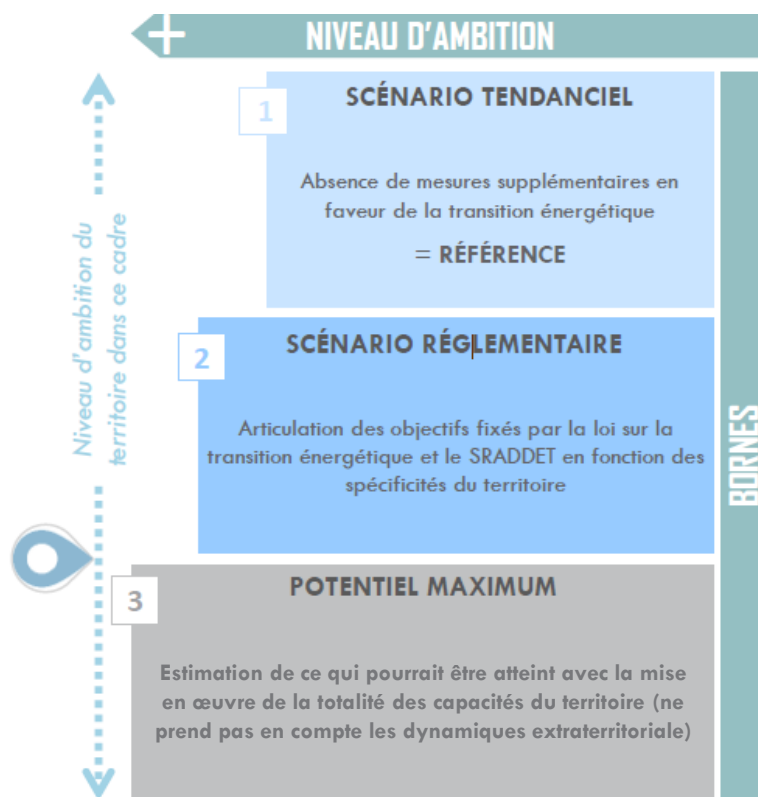 + NIVEAU D'AMBITION
1
SCÉNARIO TENDANCIEL
Absence de mesures supplémentaires en
faveur de la transition énergétique
= RÉFÉRENCE
Niveau d'ambition du
territoire dans ce cadre
2
SCÉNARIO RÉGLEMENTAIRE
Articulation des objectifs fixés par la loi sur la
transition énergétique et le SRADDET en fonction des
spécificités du territoire
BORNES
3
POTENTIEL MAXIMUM
Estimation de ce qui pourrait être atteint avec la mise
en œuvre de la totalité des capacités du territoire (ne
prend pas en compte les dynamiques extraterritoriale)